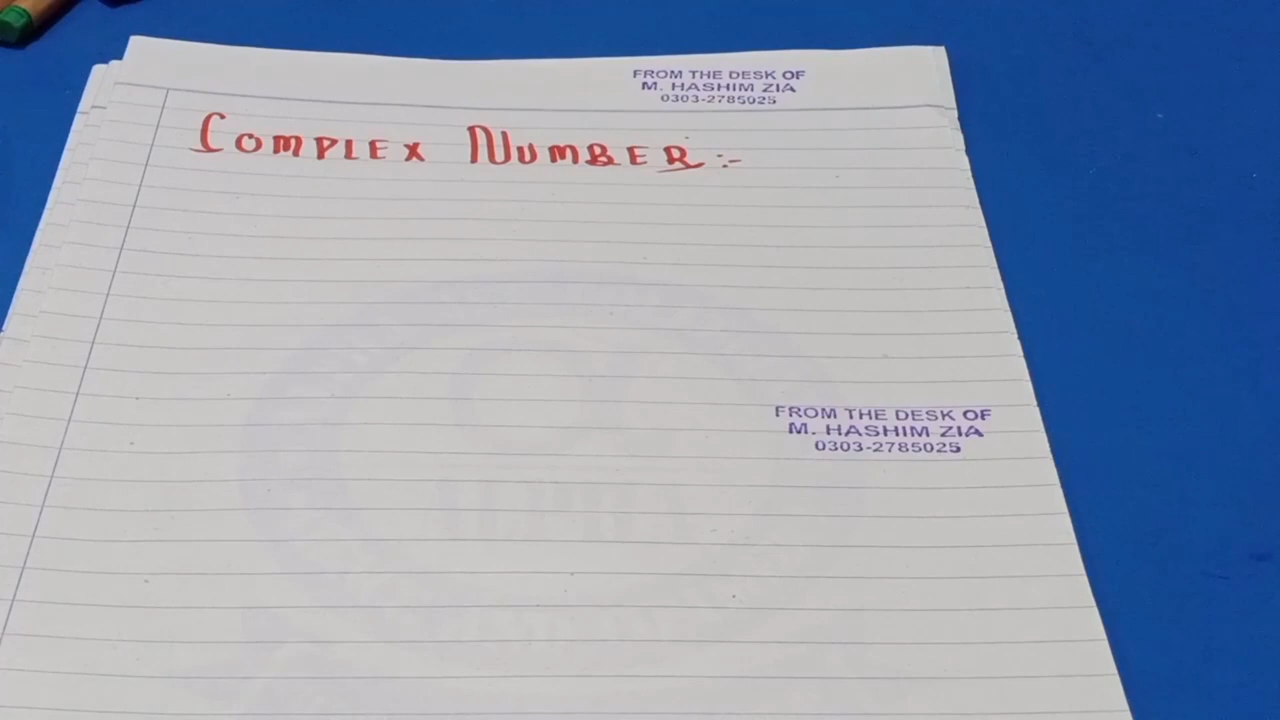 FROM THE DESK OF
M. HASHIM ZIA
0303-2785025
COMPLEX NUMBER:-
FROM THE DESK OF
M. HASHIM ZIA
0303-2785025